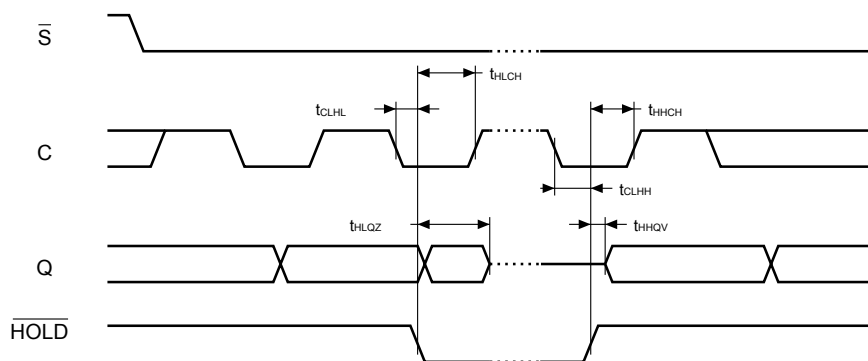 S
tHLCH
tCLHL
tHHCH
C
tCLHH
tHLQZ
tHHQV
Q
HOLD